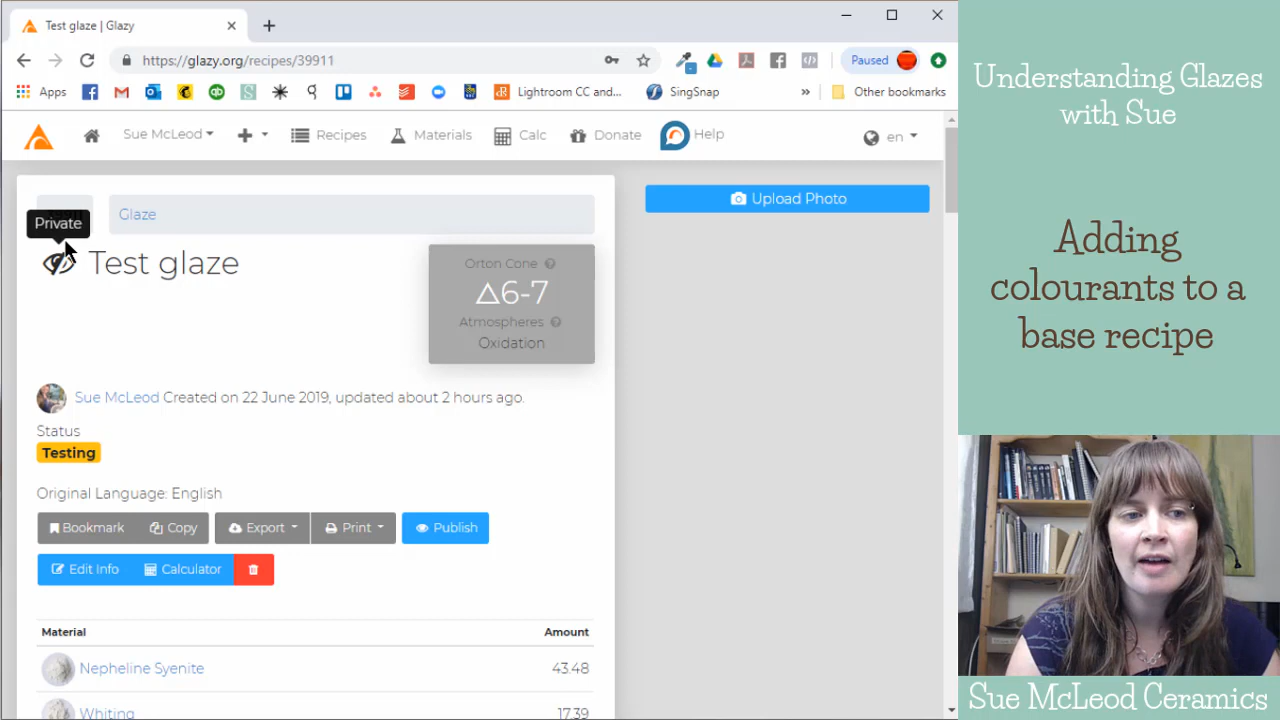 Test glaze | Glazy
https://glazy.org/recipes/39911
Paused
Apps
Lightroom CC and...
SingSnap
»
Other bookmarks
Sue McLeod
Recipes
Materials
Calc
Donate
Help
en
Upload Photo
Glaze
Private
Test glaze
Orton Cone
△6-7
Atmospheres
Oxidation
Sue McLeod Created on 22 June 2019, updated about 2 hours ago.
Status
Testing
Original Language: English
Bookmark Copy Export Print Publish
Edit Info Calculator
Material Amount
Nepheline Syenite 43.48
Whiting 17.39
Understanding Glazes
with Sue
Adding
colourants to a
base recipe
Sue McLeod Ceramics